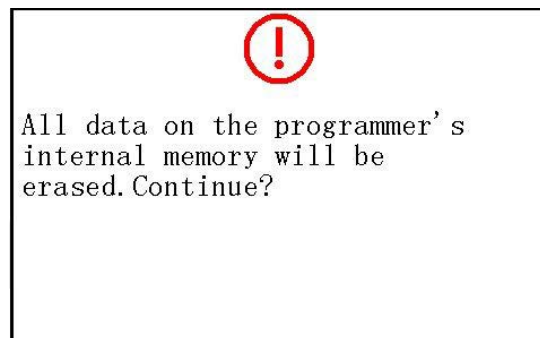 All data on the programmer's
internal memory will be
erased.Continue?